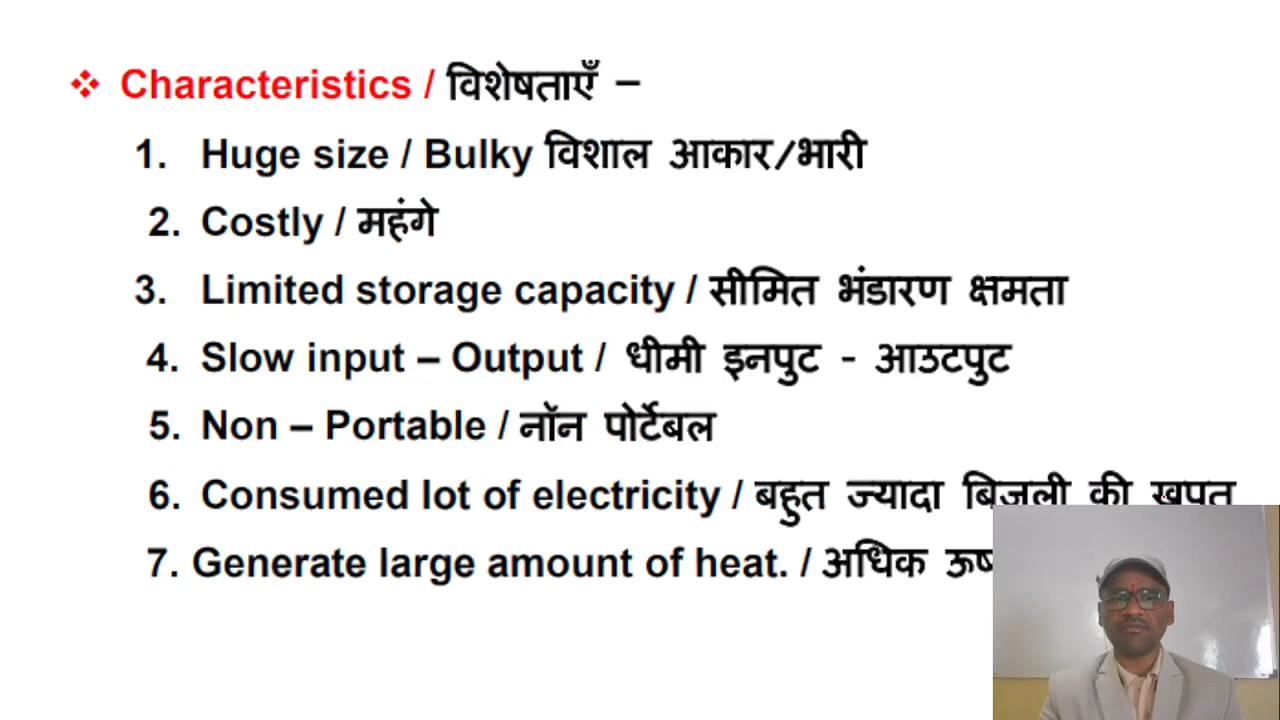 ❖ Characteristics / विशेषताएँ –
1. Huge size / Bulky विशाल आकार/भारी
2. Costly / महंगे
3. Limited storage capacity / सीमित भंडारण क्षमता
4. Slow input – Output / धीमी इनपुट - आउटपुट
5. Non – Portable / नॉन पोर्टेबल
6. Consumed lot of electricity / बहुत ज्यादा बिजली की खपत
7. Generate large amount of heat. / अधिक